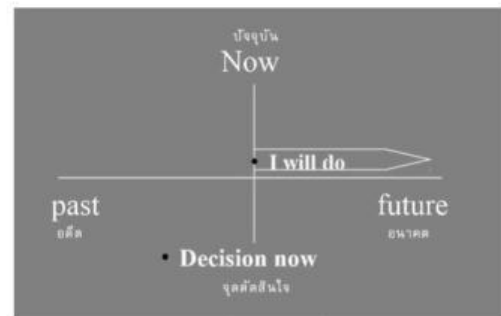 ปัจจุบัน
Now
I will do
past
future
อดีต
อนาคต
Decision now
จุดตัดสินใจ